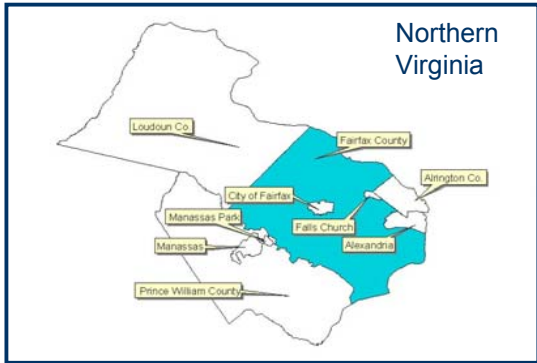 Northern
Virginia
Loudoun Co.
Fairfax County
Alrington Co.
City of Fairfax
Manassas Park
Falls Church
Manassas
Alexandria
Prince William County